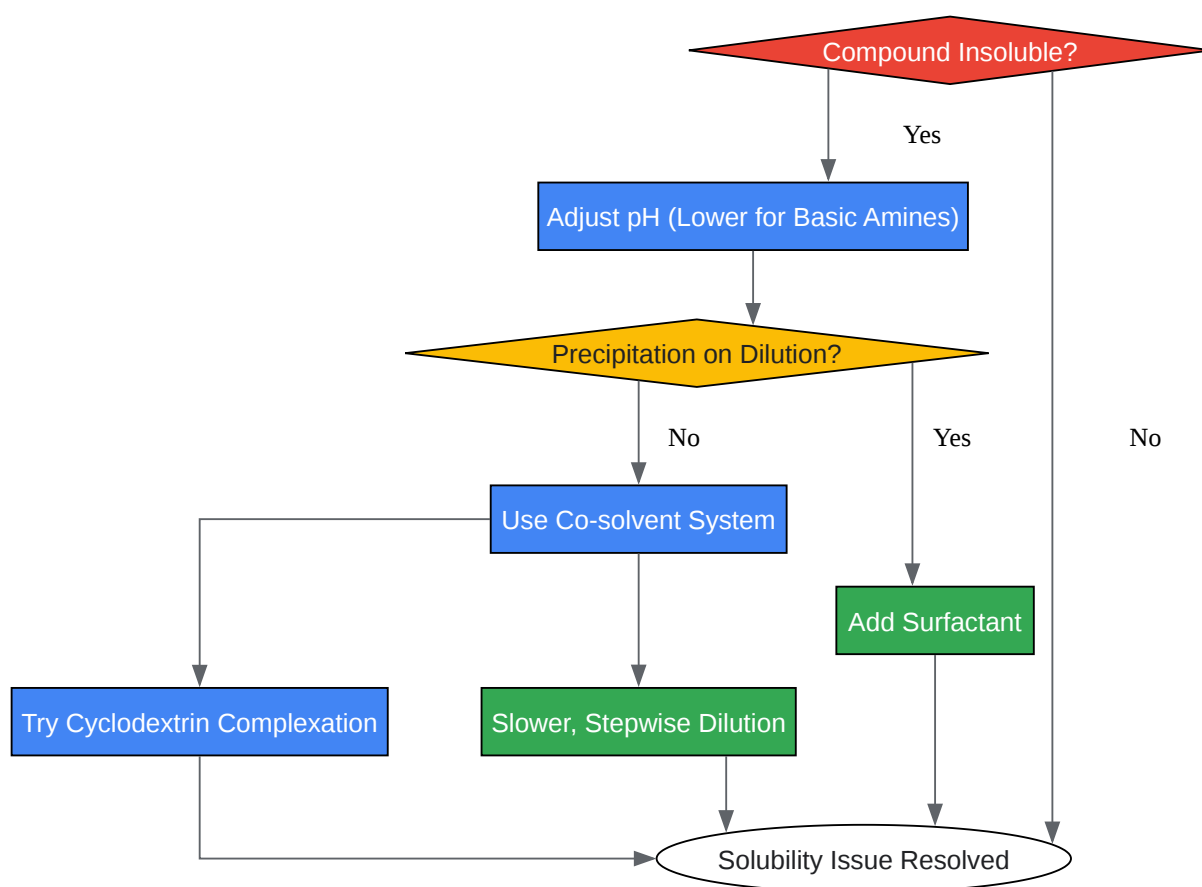 Compound Insoluble?
Yes
Adjust pH (Lower for Basic Amines)
Precipitation on Dilution?
No
Yes
No
Use Co-solvent System
Add Surfactant
Try Cyclodextrin Complexation
Slower, Stepwise Dilution
Solubility Issue Resolved